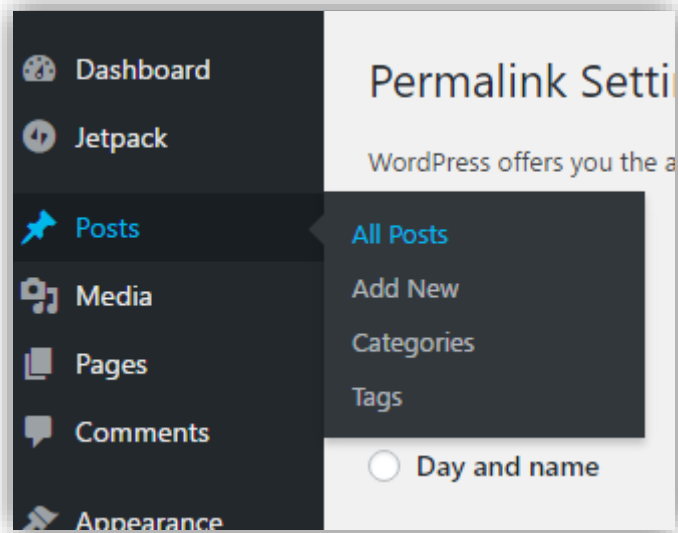 Dashboard
Jetpack
Posts
Media
Pages
Comments
Appearance
Permalink Setti
WordPress offers you the a
All Posts
Add New
Categories
Tags
Day and name